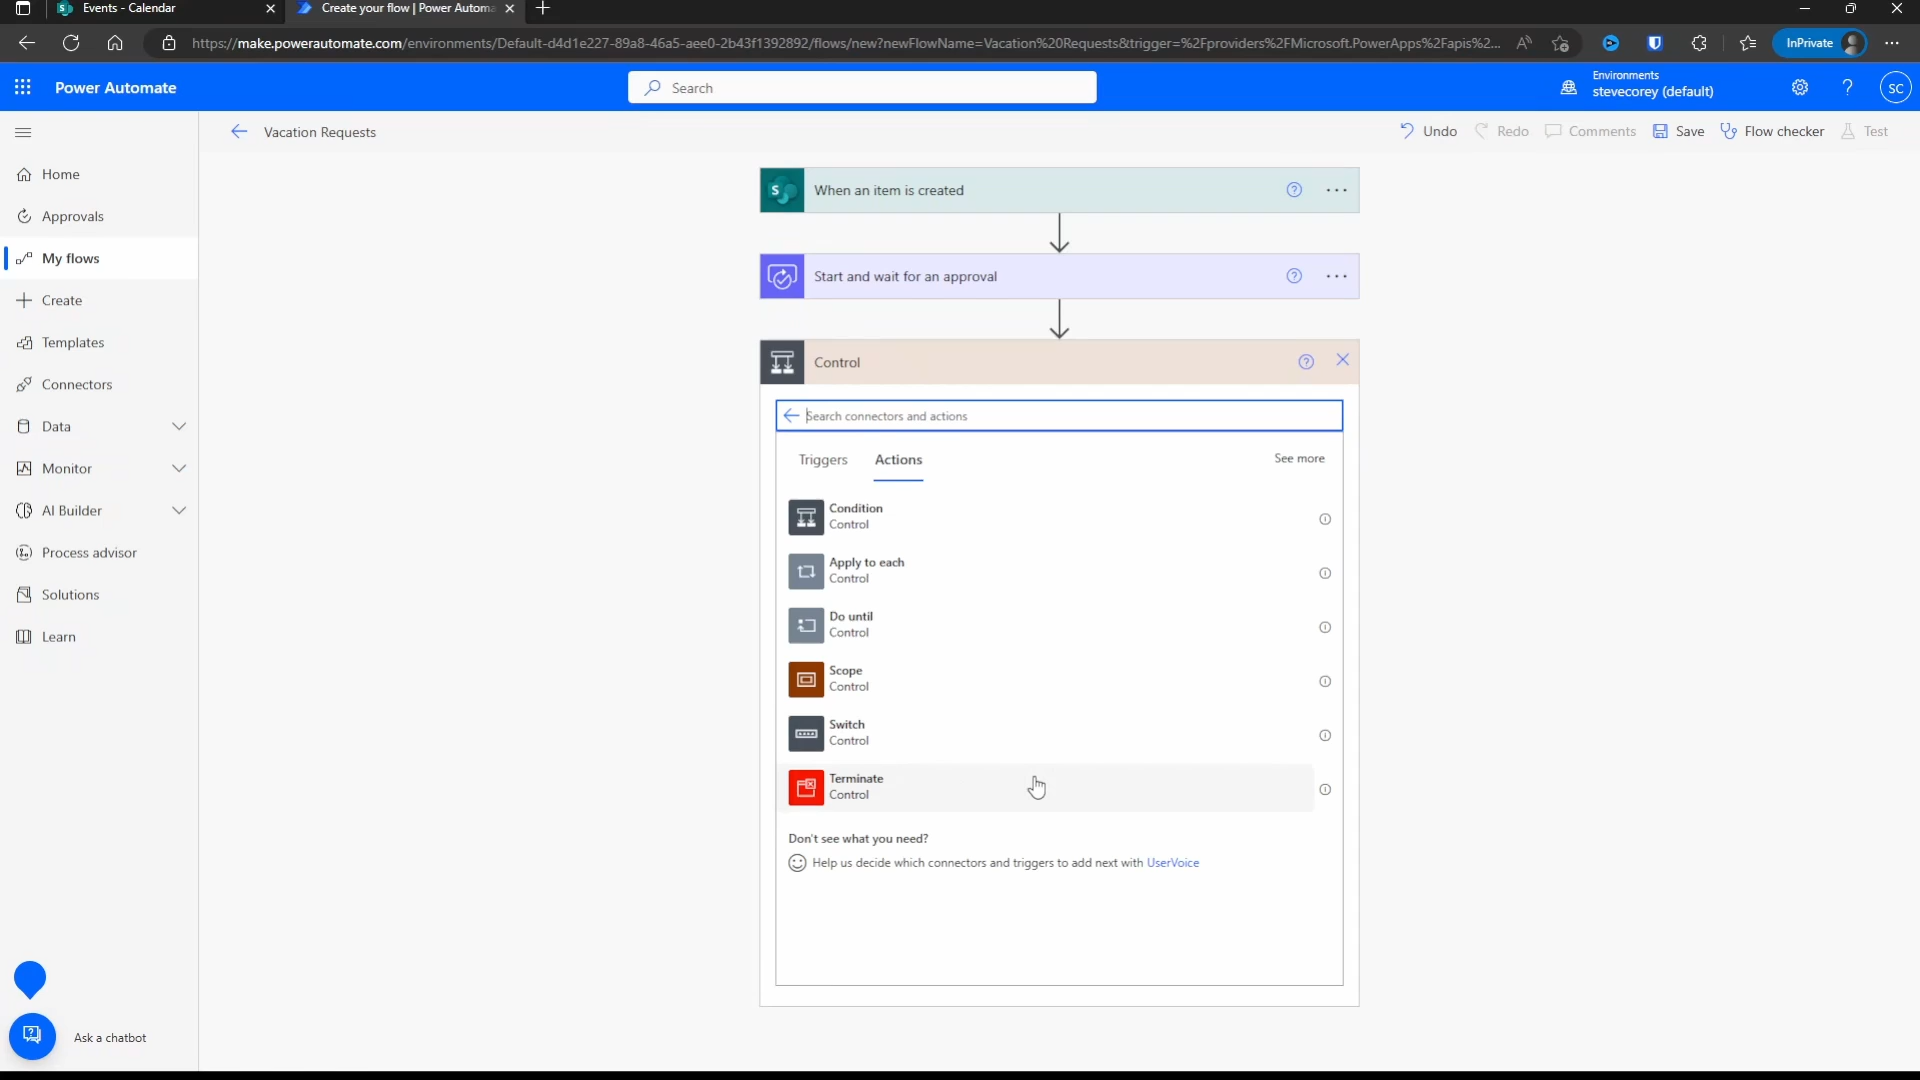 Events - Calendar
Create your flow | Power Automa
https://make.powerautomate.com/environments/Default-d4d1e227-89a8-46a5-aee0-2b43f1392892/flows/new?newFlowName=Vacation%20Requests&trigger=%2Fproviders%2FMicrosoft.PowerApps%2Fapis%2...
InPrivate
Power Automate
Search
Environments
stevecorey (default)
SC
Vacation Requests
Undo
Redo
Comments
Save
Flow checker
Test
Home
Approvals
My flows
Create
Templates
Connectors
Data
Monitor
AI Builder
Process advisor
Solutions
Learn
Ask a chatbot
When an item is created
Start and wait for an approval
Control
Search connectors and actions
Triggers
Actions
See more
Condition
Control
Apply to each
Control
Do until
Control
Scope
Control
Switch
Control
Terminate
Control
Don't see what you need?
Help us decide which connectors and triggers to add next with UserVoice